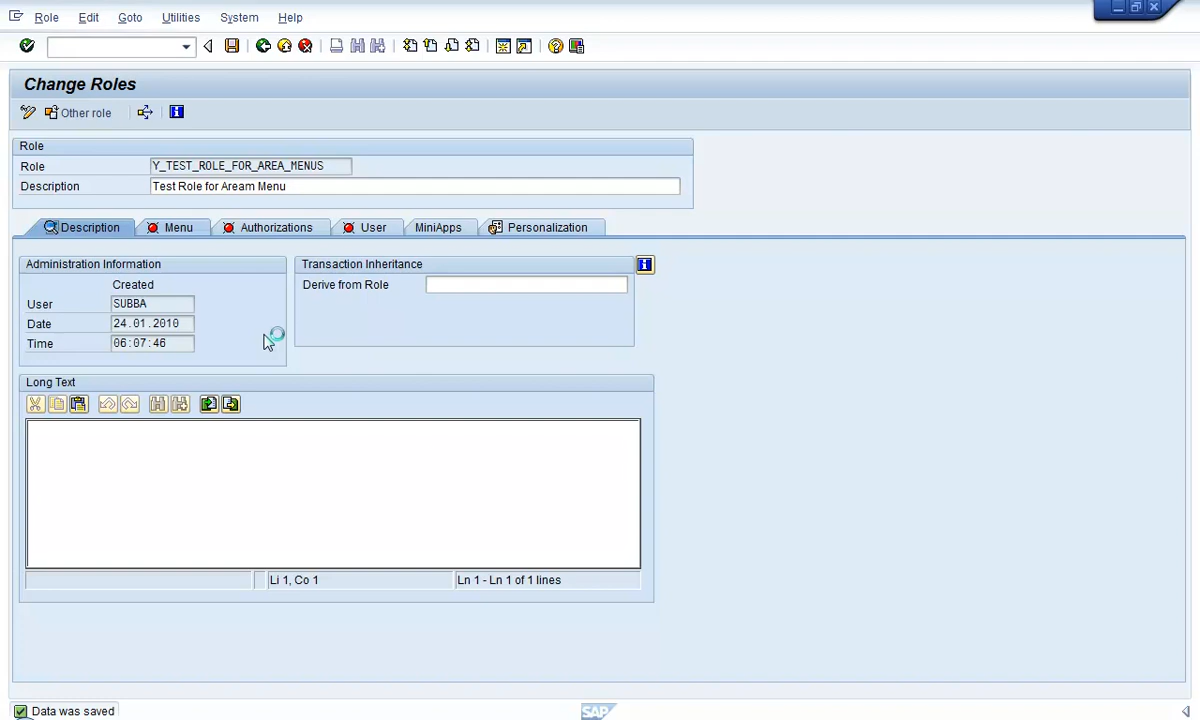 Role Edit Goto Utilities System Help
Change Roles
Other role
Role
Role Y_TEST_ROLE_FOR_AREA_MENUS
Description Test Role for Aream Menu
Description Menu Authorizations User MiniApps Personalization
Administration Information
Created
User SUBBA
Date 24.01.2010
Time 06:07:46
Transaction Inheritance
Derive from Role
Long Text
Li 1, Co 1 Ln 1 - Ln 1 of 1 lines
Data was saved
SAP